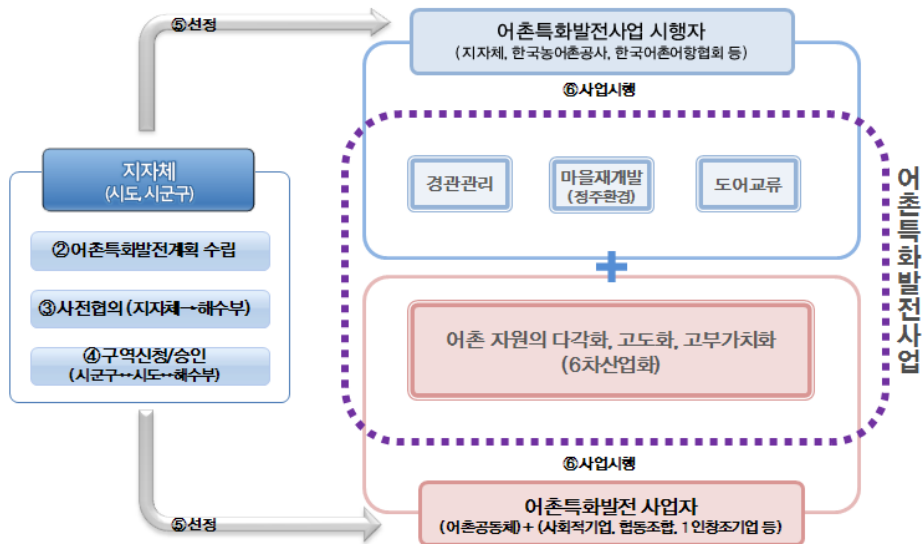 ⑤선정
어촌특화발전사업 시행자
(지자체, 한국농어촌공사, 한국어촌어항협회 등)
⑥사업시행
지자체
(시도, 시군구)
②어촌특화발전계획 수립
③사전협의 (지자체→해수부)
④구역신청/승인
(시군구↔시도↔해수부)
경관관리
마을재개발
(정주환경)
도어교류
어촌 자원의 다각화, 고도화, 고부가치화
(6차산업화)
어촌특화발전사업
⑥사업시행
⑤선정
어촌특화발전 사업자
(어촌공동체) + (사회적기업, 협동조합, 1인창조기업 등)